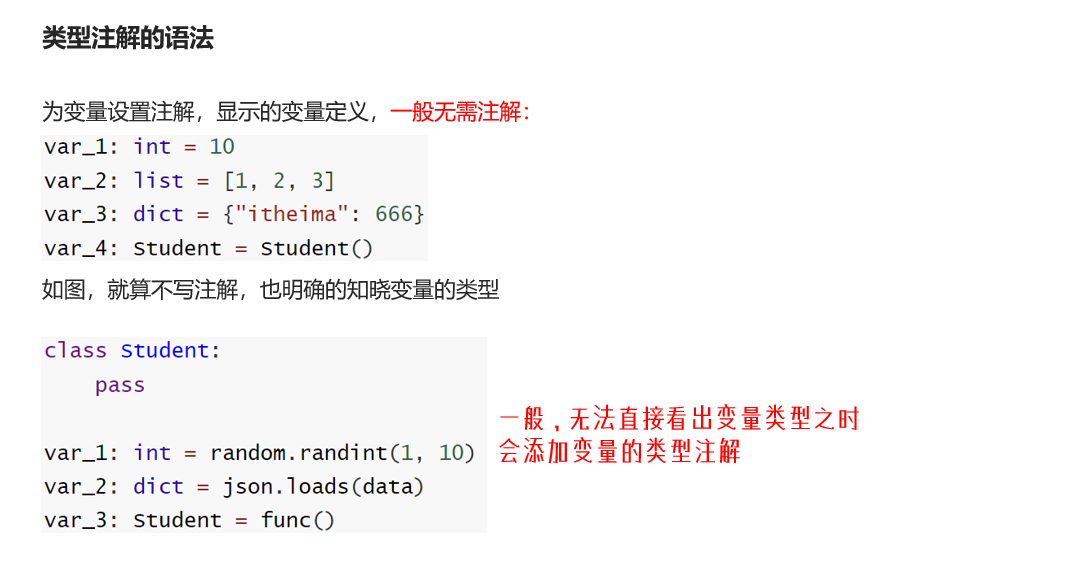 类型注解的语法
为变量设置注解，显示的变量定义，一般无需注解：
var_1: int = 10
var_2: list = [1, 2, 3]
var_3: dict = {"itheima": 666}
var_4: Student = Student()
如图，就算不写注解，也明确的知晓变量的类型
class Student:
    pass
var_1: int = random.randint(1, 10)
var_2: dict = json.loads(data)
var_3: Student = func()
一般，无法直接看出变量类型之时
会添加变量的类型注解